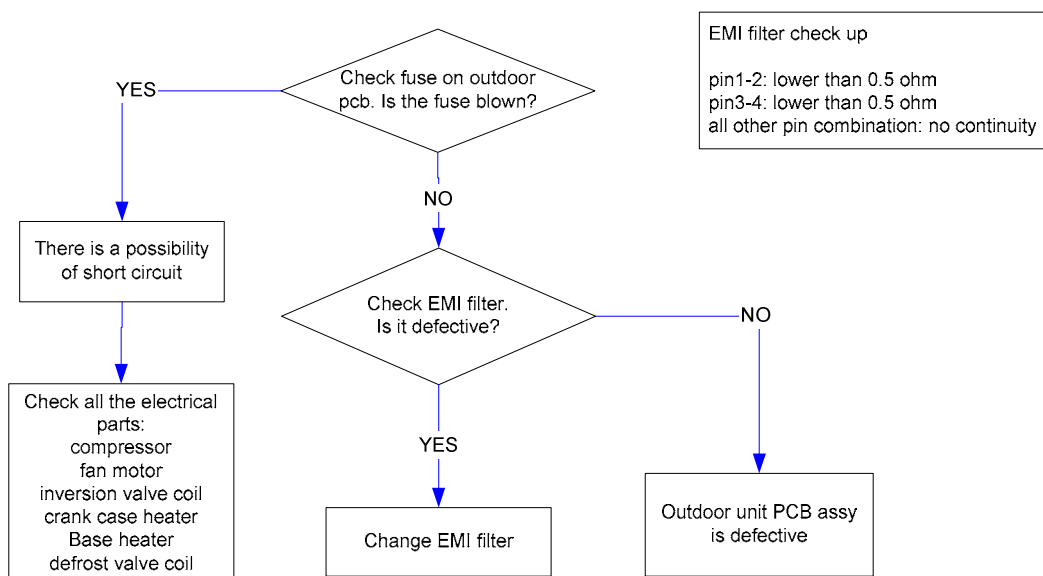 Check fuse on outdoor
pcb. Is the fuse blown?
EMI filter check up
pin1-2: lower than 0.5 ohm
pin3-4: lower than 0.5 ohm
all other pin combination: no continuity
YES
NO
There is a possibility
of short circuit
Check EMI filter.
Is it defective?
NO
Check all the electrical
parts:
compressor
fan motor
inversion valve coil
crank case heater
Base heater
defrost valve coil
YES
Change EMI filter
Outdoor unit PCB assy
is defective